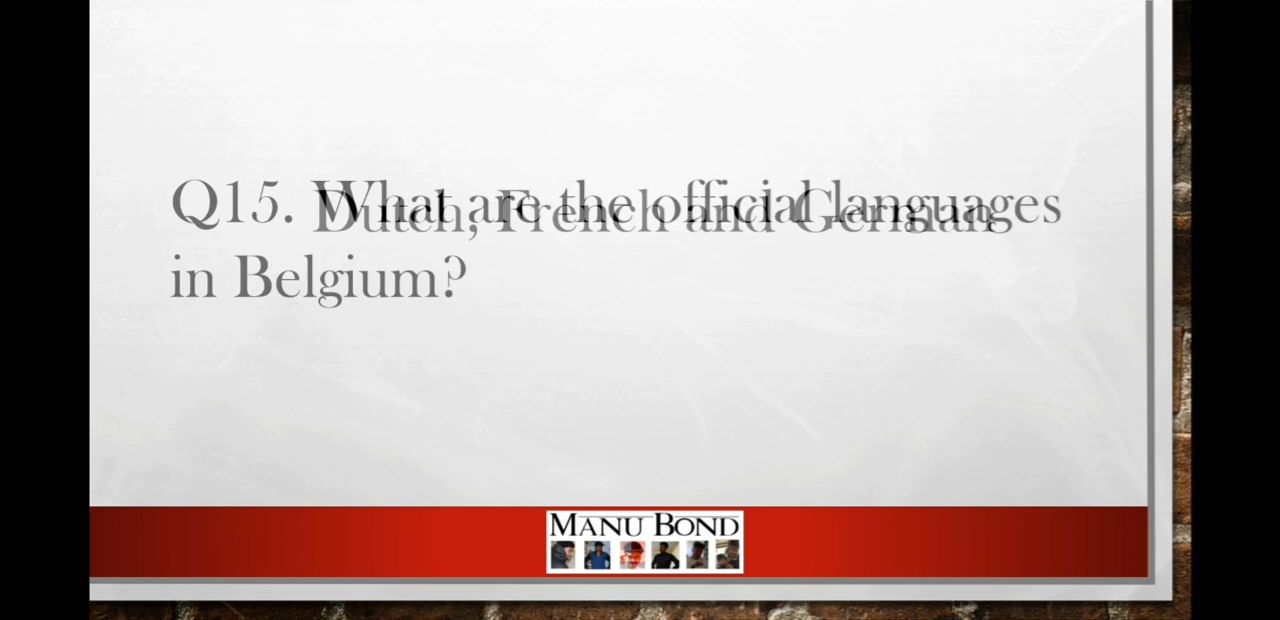 Q15. What are the official languages
Dutch, French and German
in Belgium?
MANU BOND